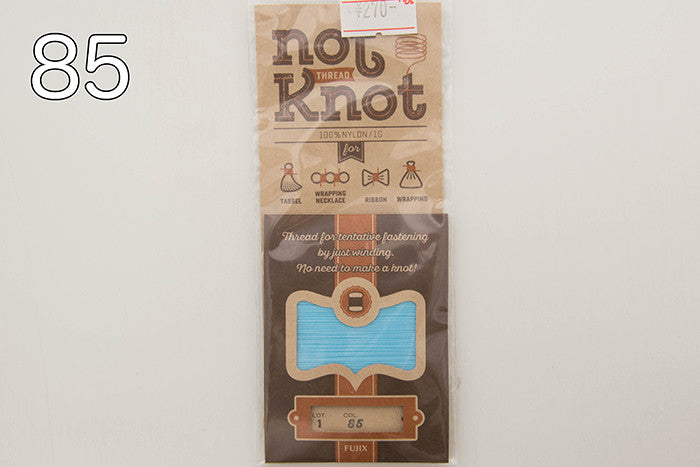 85
¥270-
not
THREAD
Knot
100%NYLON/1G
for
TASSEL
WRAPPING
NECKLACE
RIBBON
WRAPPING
Thread for tentative fastening
by just winding.
No need to make a knot!
LOT. COL.
1 85
FUJIX